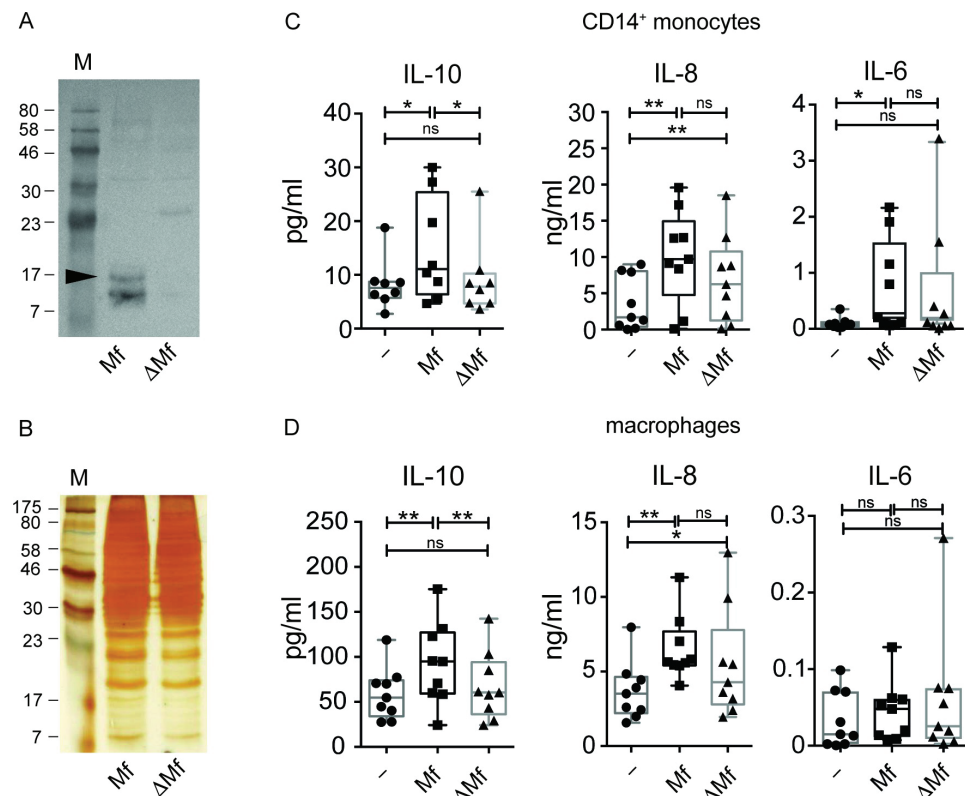 A
M
80
58
46
30
23
17
7
Mf
ΔMf
B
M
175
80
58
46
30
23
17
7
Mf
ΔMf
C
CD14⁺ monocytes
IL-10
pg/ml
40
30
20
10
0
* *
ns
– Mf ΔMf
IL-8
ng/ml
30
25
20
15
10
5
0
** ns
**
– Mf ΔMf
IL-6
4
3
2
1
0
* ns
ns
– Mf ΔMf
D
macrophages
IL-10
pg/ml
250
200
150
100
50
0
** **
ns
– Mf ΔMf
IL-8
ng/ml
15
10
5
0
** ns
*
– Mf ΔMf
IL-6
0.3
0.2
0.1
0.0
ns ns
ns
– Mf ΔMf